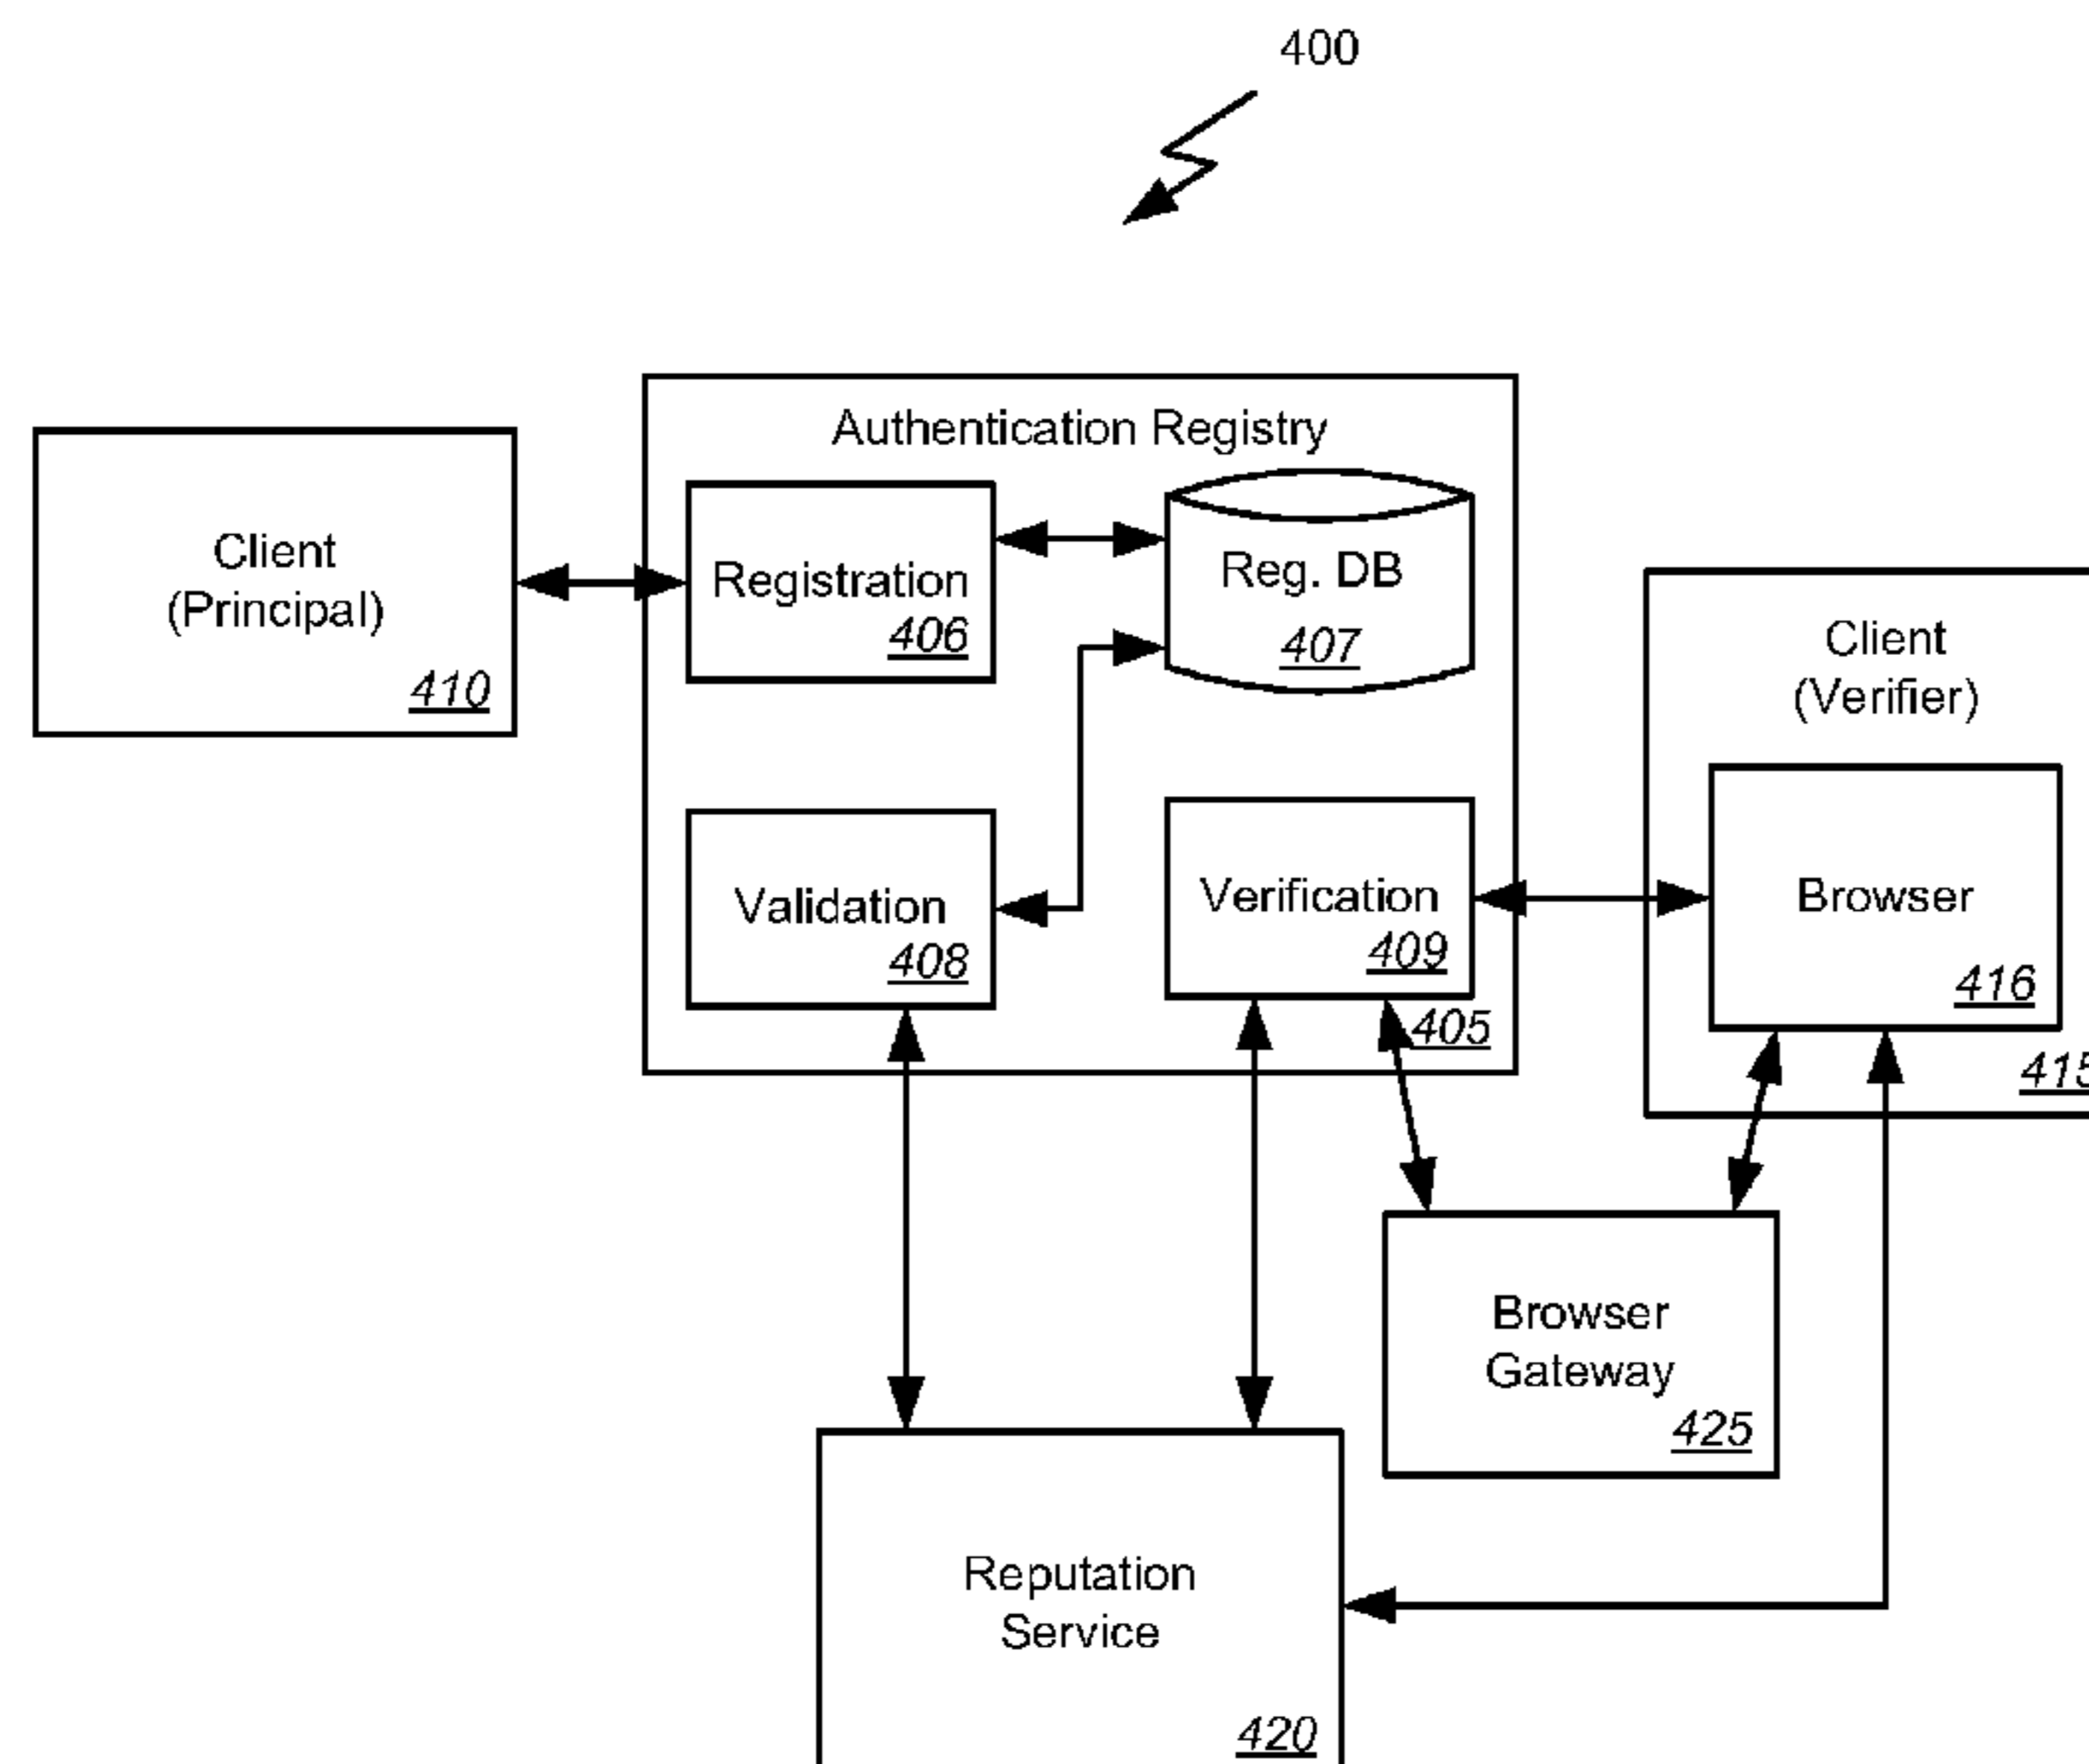 400
Authentication Registry
Client
(Principal)
410
Registration
406
Reg. DB
407
Client
(Verifier)
Validation
408
Verification
409
405
Browser
416
415
Browser
Gateway
425
Reputation
Service
420